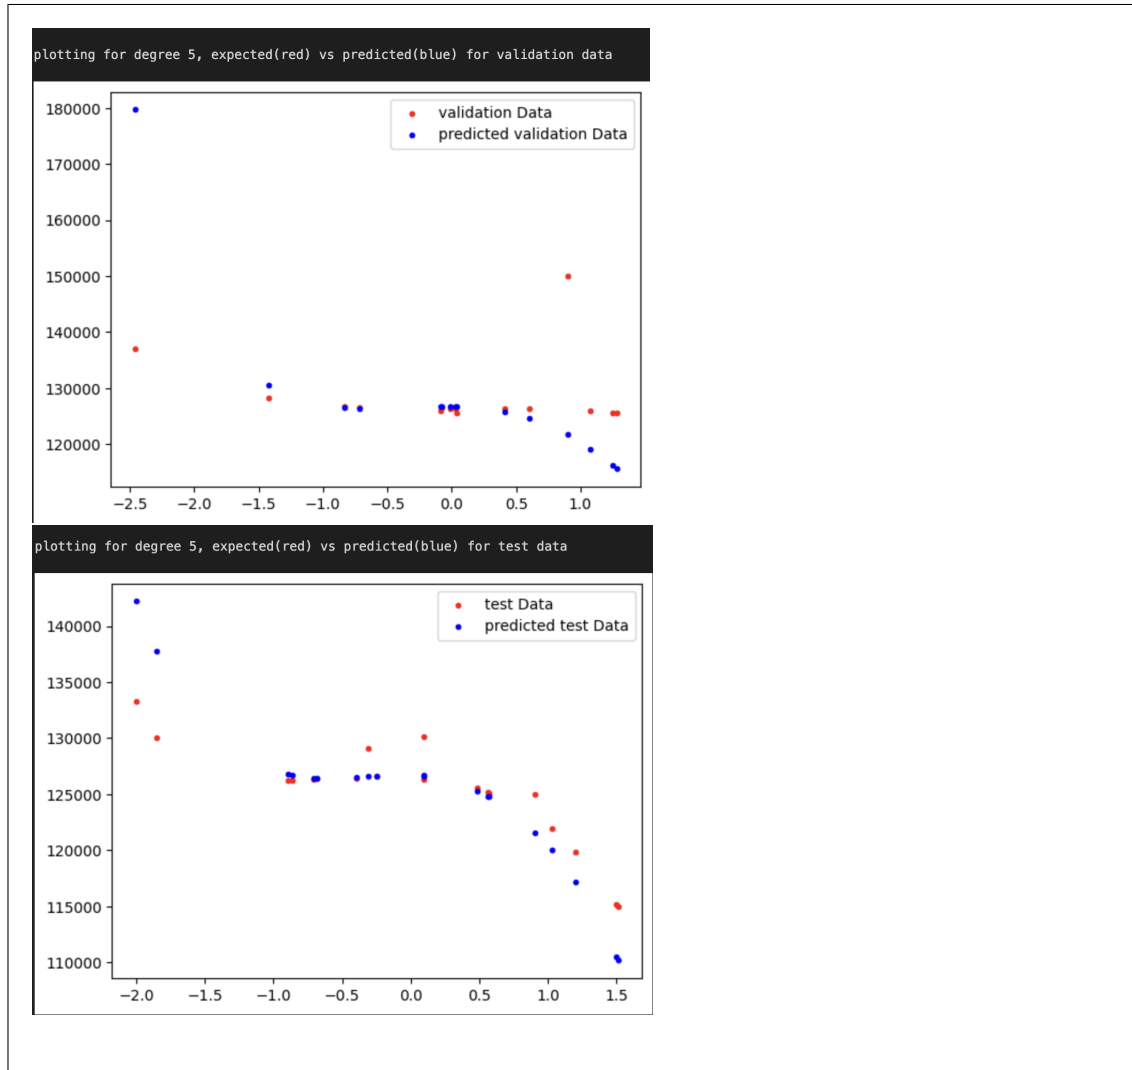 plotting for degree 5, expected(red) vs predicted(blue) for validation data
validation Data
predicted validation Data
180000
170000
160000
150000
140000
130000
120000
−2.5 −2.0 −1.5 −1.0 −0.5 0.0 0.5 1.0
plotting for degree 5, expected(red) vs predicted(blue) for test data
test Data
predicted test Data
140000
135000
130000
125000
120000
115000
110000
−2.0 −1.5 −1.0 −0.5 0.0 0.5 1.0 1.5